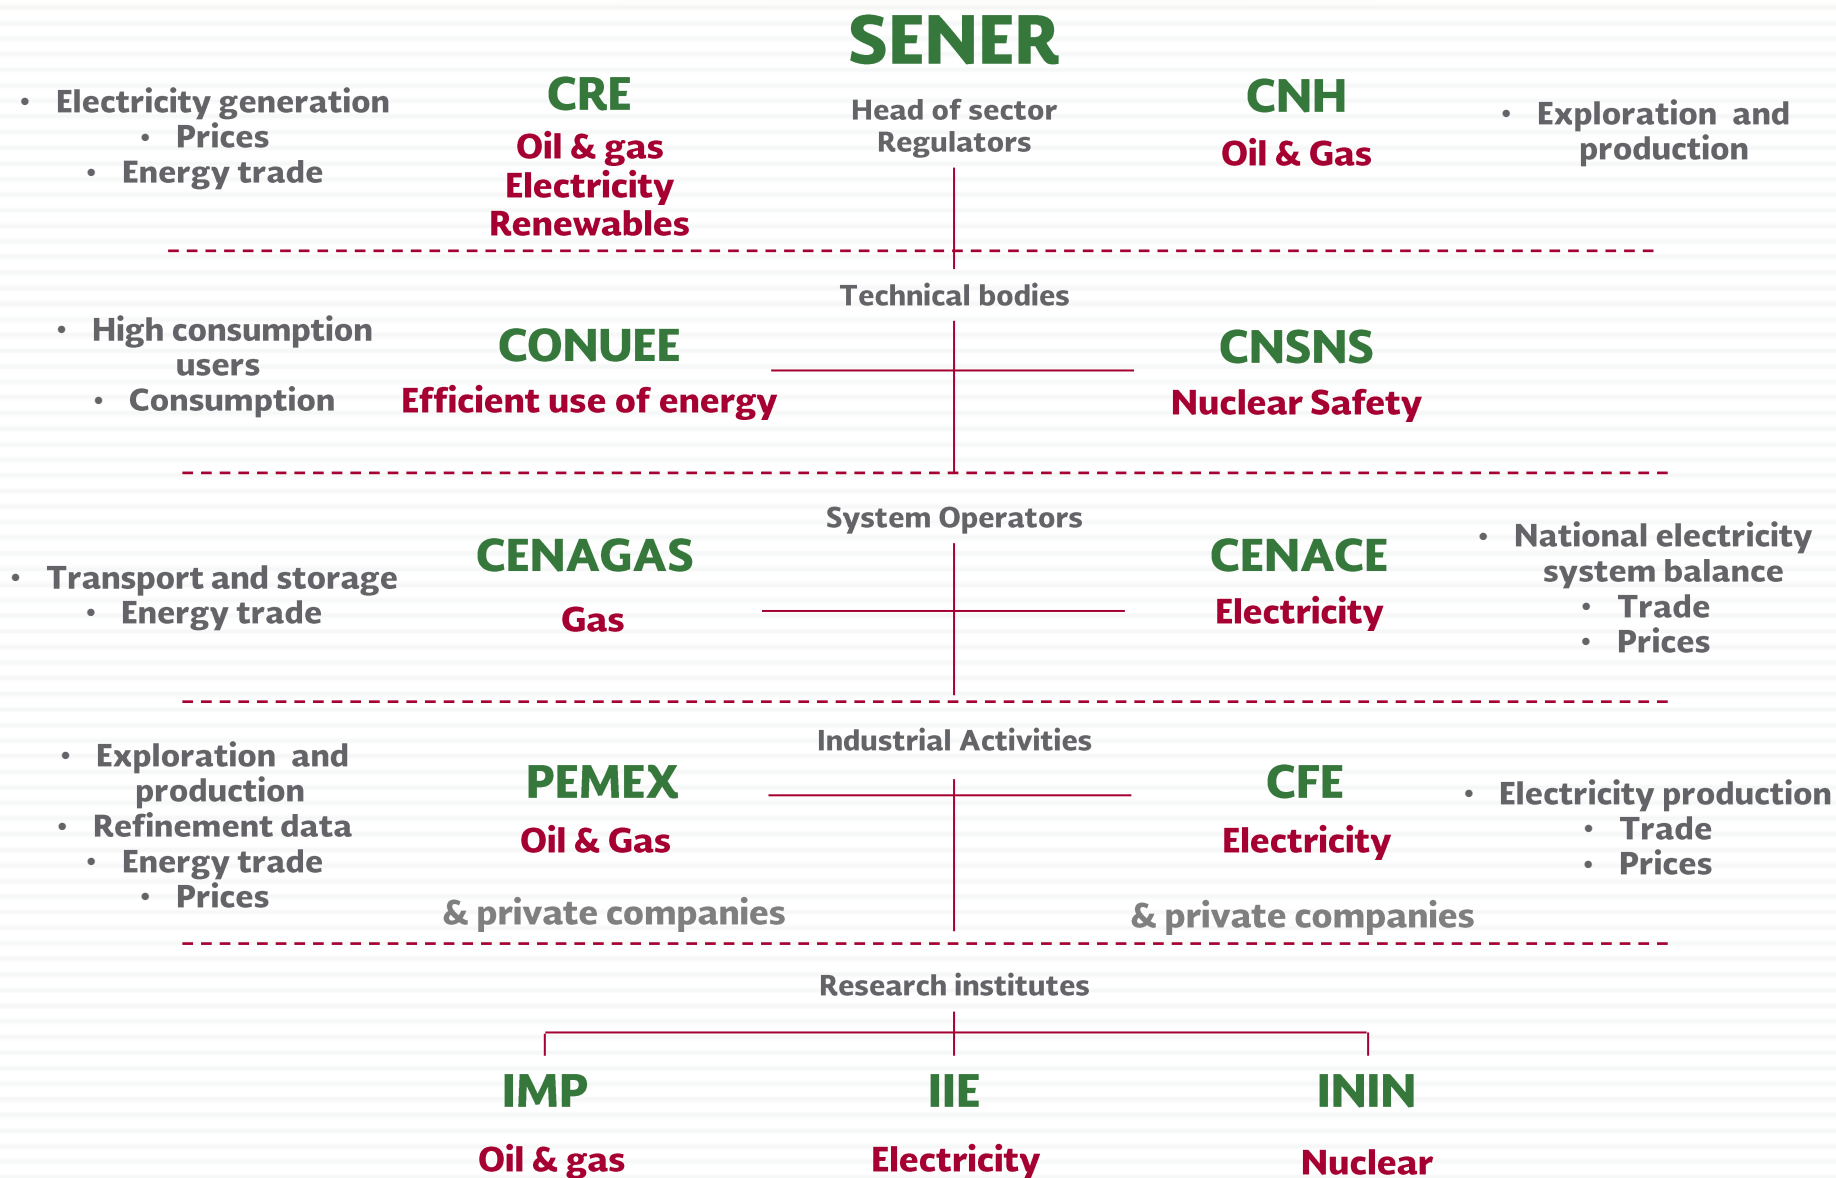 SENER
Head of sector
Regulators
• Electricity generation
• Prices
• Energy trade
CRE
Oil & gas
Electricity
Renewables
CNH
Oil & Gas
• Exploration and
production
Technical bodies
• High consumption
users
• Consumption
CONUEE
Efficient use of energy
CNSNS
Nuclear Safety
System Operators
• Transport and storage
• Energy trade
CENAGAS
Gas
CENACE
Electricity
• National electricity
system balance
• Trade
• Prices
Industrial Activities
• Exploration and
production
• Refinement data
• Energy trade
• Prices
PEMEX
Oil & Gas
& private companies
CFE
Electricity
& private companies
• Electricity production
• Trade
• Prices
Research institutes
IMP
Oil & gas
IIE
Electricity
ININ
Nuclear